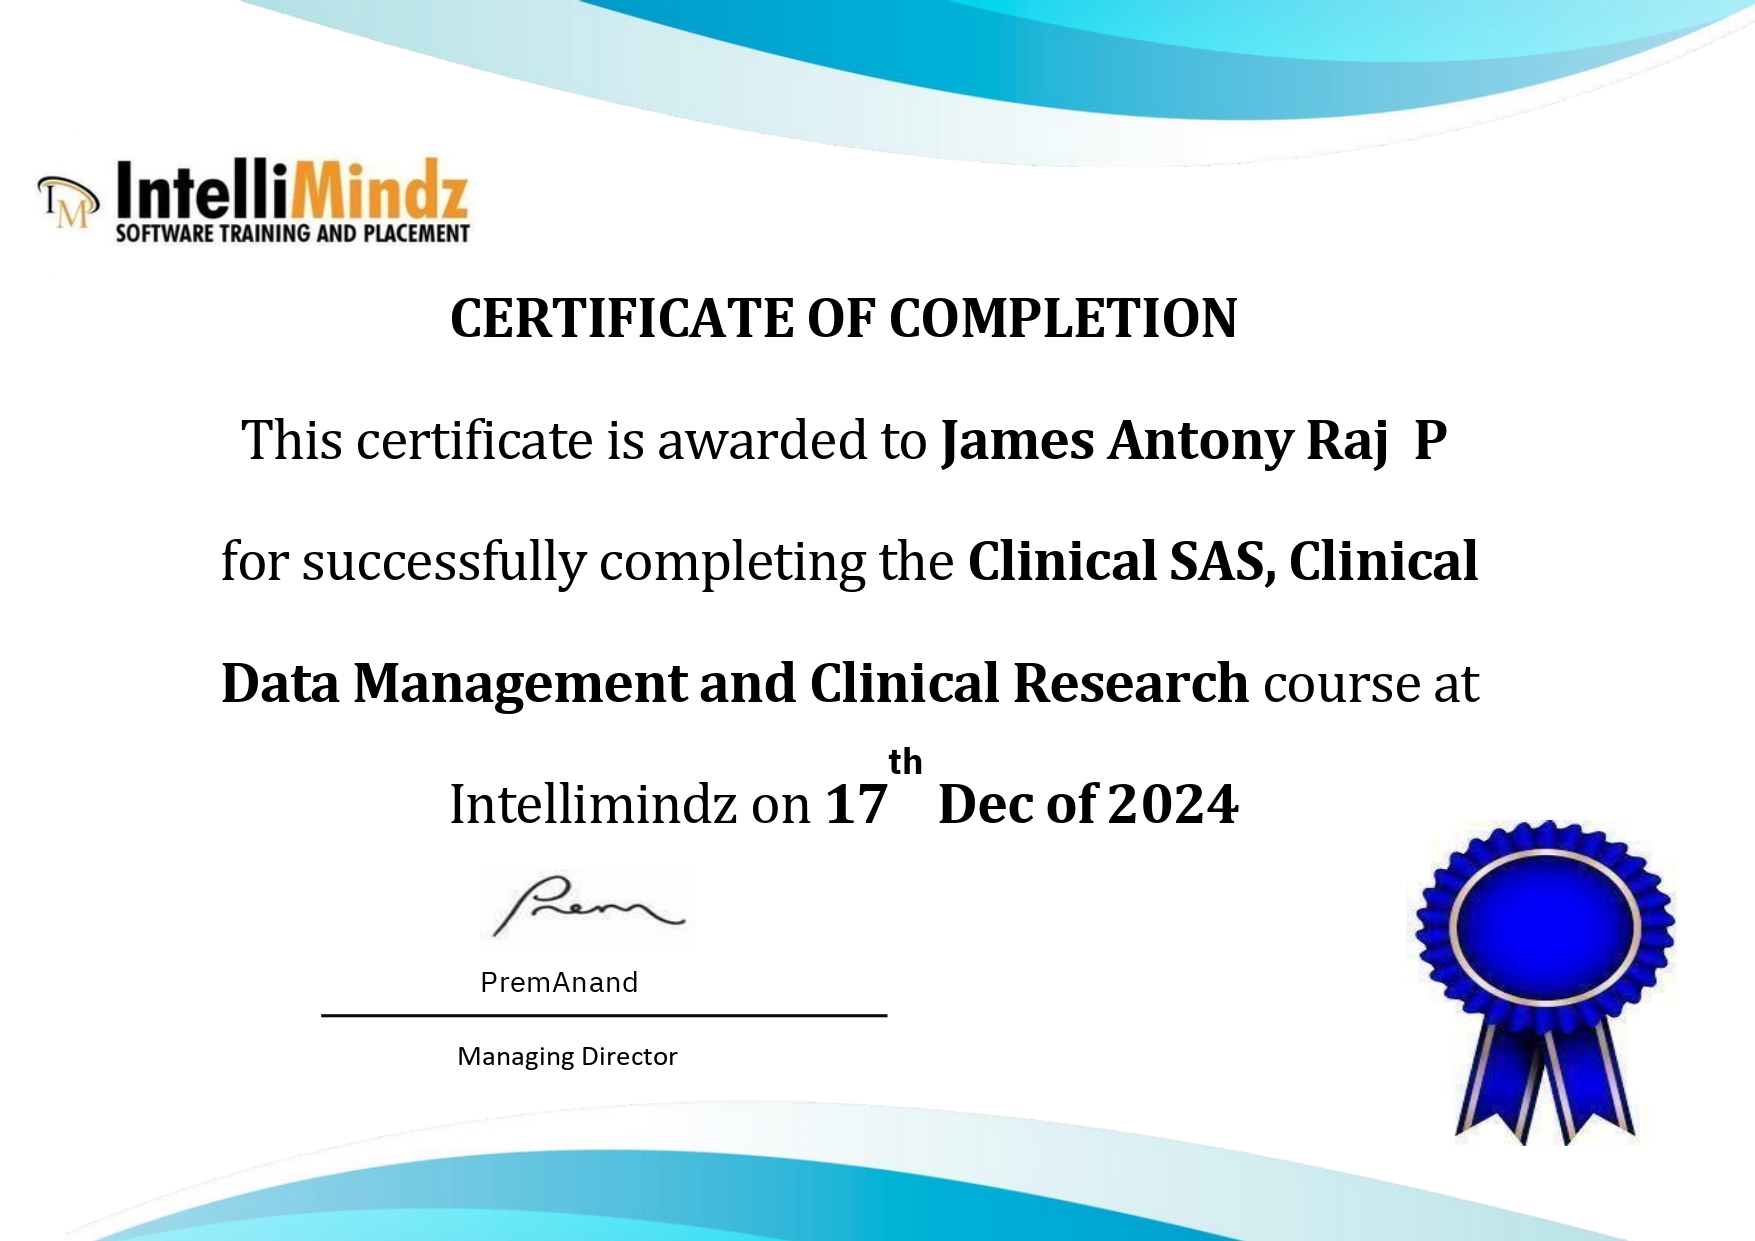 IM IntelliMindz
SOFTWARE TRAINING AND PLACEMENT
CERTIFICATE OF COMPLETION
This certificate is awarded to James Antony Raj P
for successfully completing the Clinical SAS, Clinical
Data Management and Clinical Research course at
Intellimindz on 17th Dec of 2024
Prem
PremAnand
Managing Director